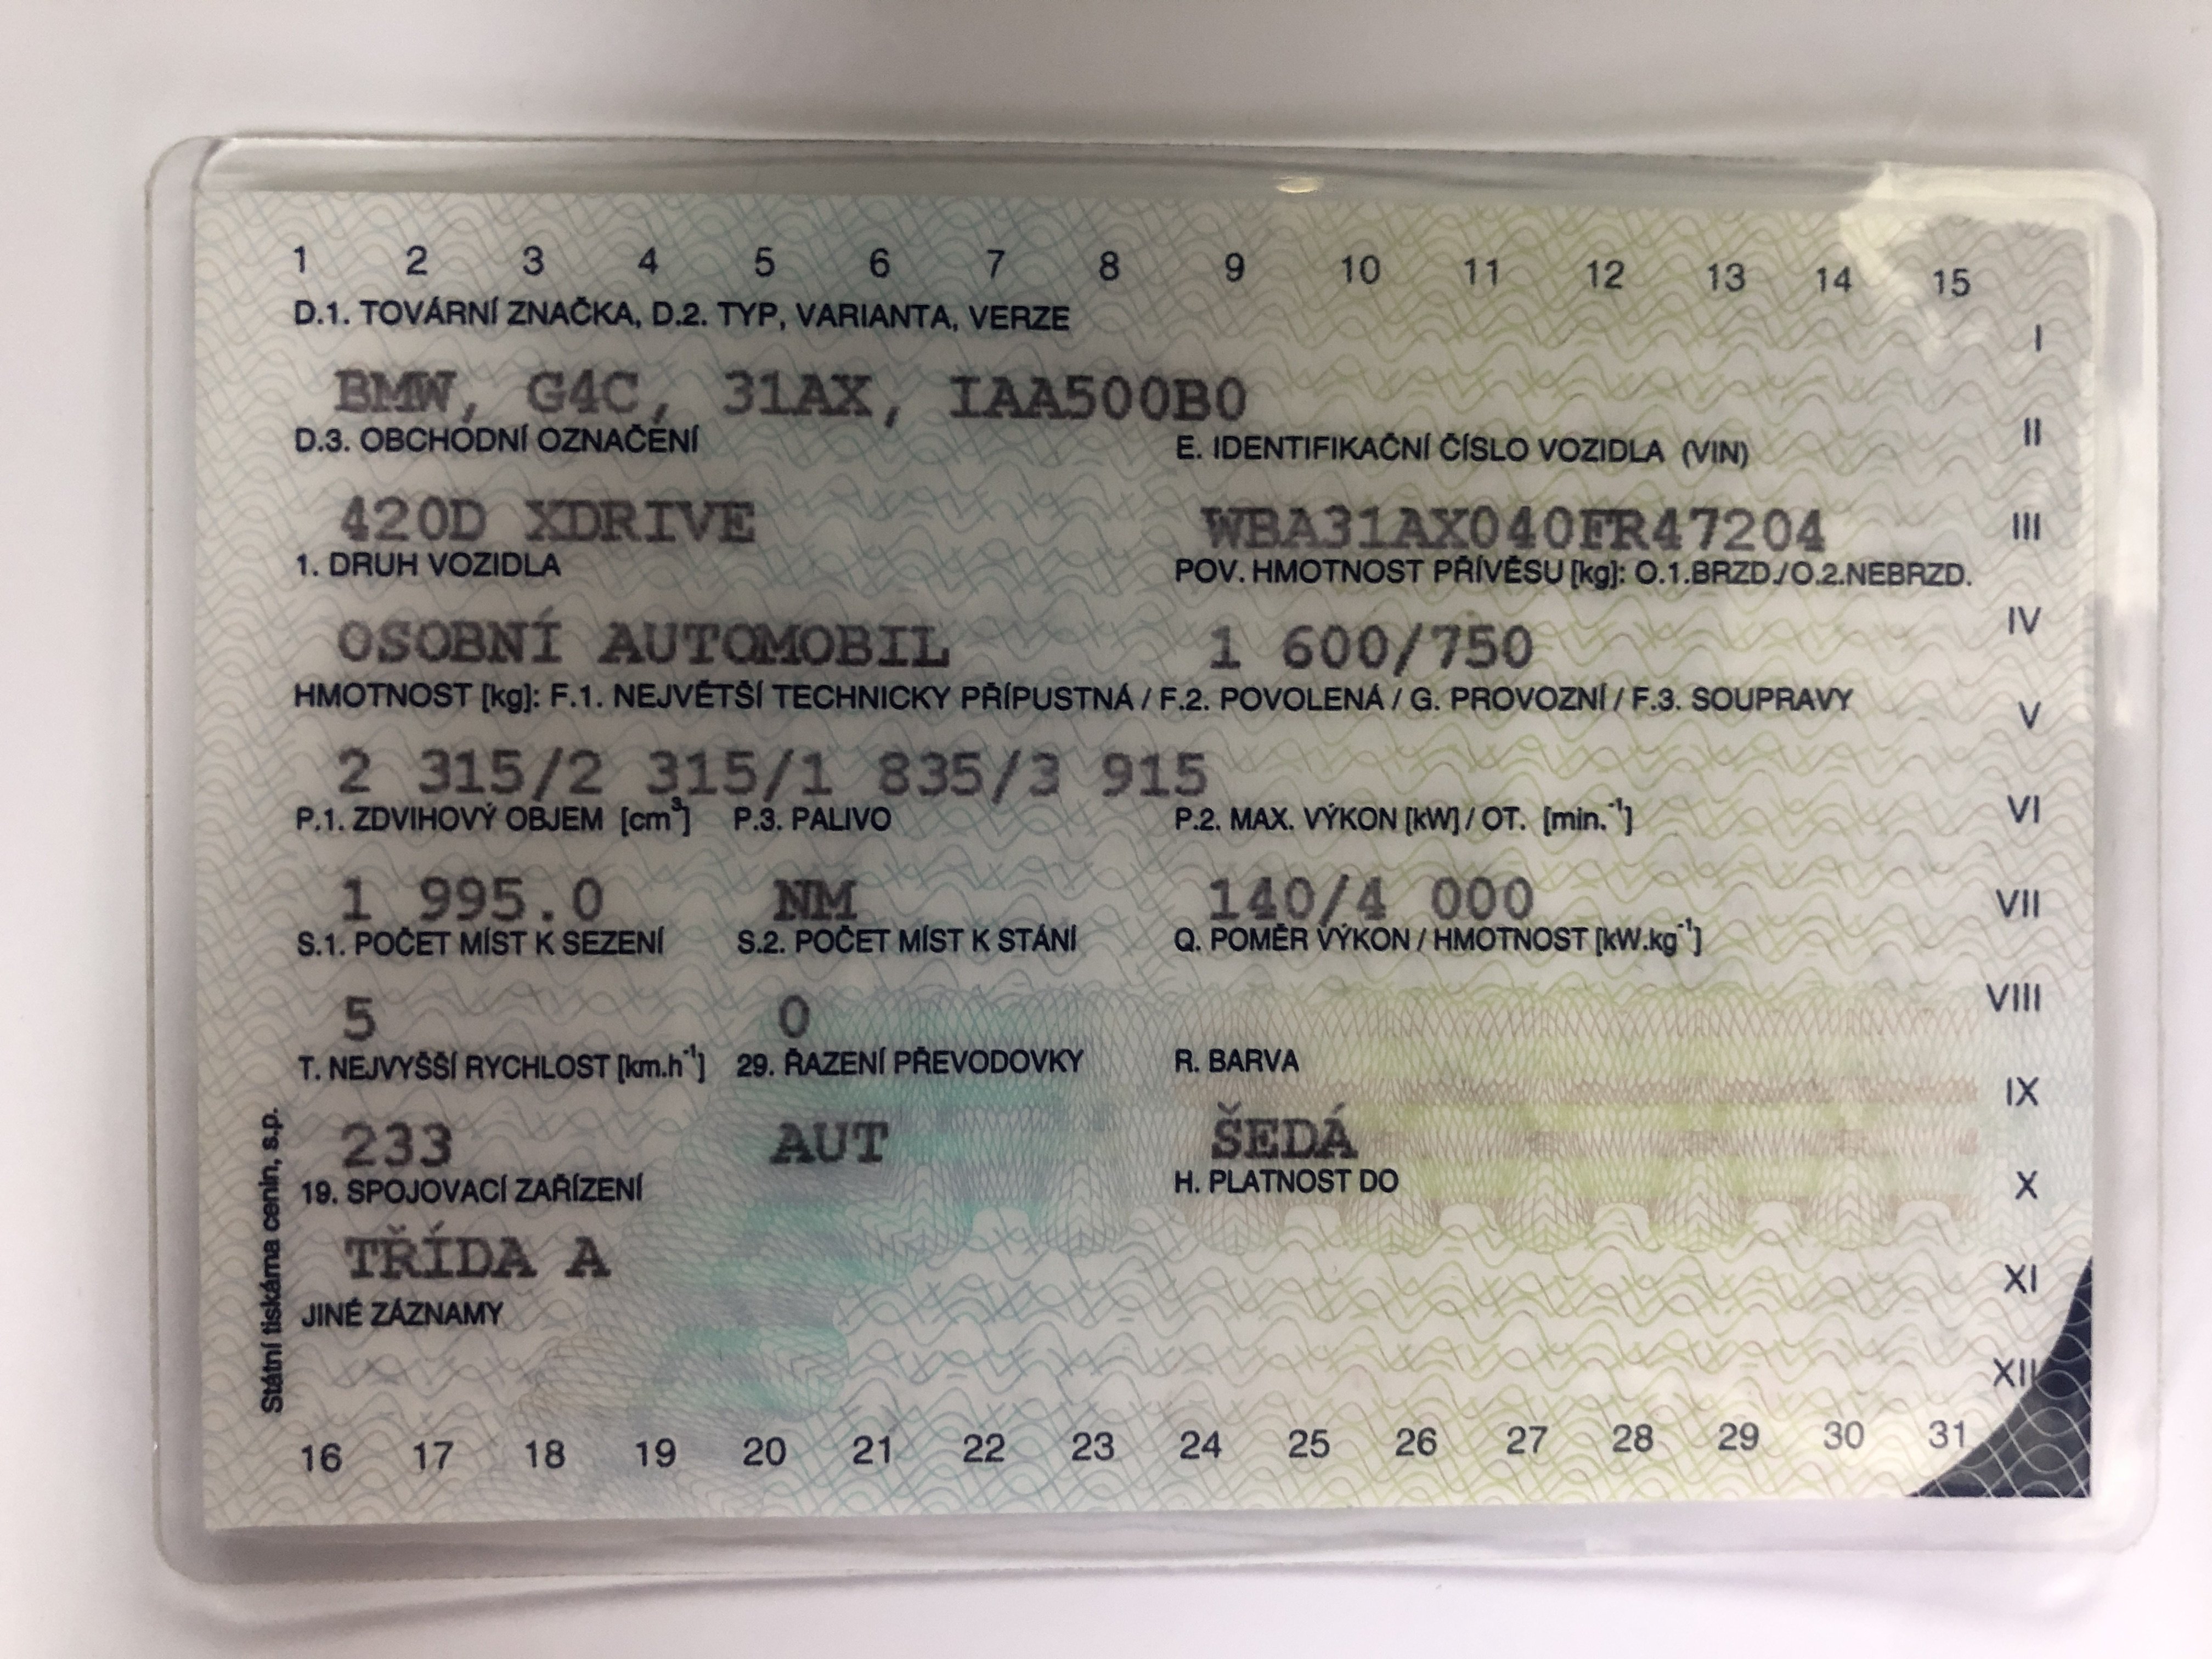 1 2 3 4 5 6 7 8 9 10 11 12 13 14 15
D.1. TOVÁRNÍ ZNAČKA, D.2. TYP, VARIANTA, VERZE
I
BMW, G4C, 31AX, IAA500B0
D.3. OBCHODNÍ OZNAČENÍ E. IDENTIFIKAČNÍ ČÍSLO VOZIDLA (VIN)
II
420D XDRIVE WBA31AX040FR47204
III
1. DRUH VOZIDLA POV. HMOTNOST PŘÍVĚSU [kg]: O.1.BRZD./O.2.NEBRZD.
OSOBNÍ AUTOMOBIL 1 600/750
IV
HMOTNOST [kg]: F.1. NEJVĚTŠÍ TECHNICKY PŘÍPUSTNÁ / F.2. POVOLENÁ / G. PROVOZNÍ / F.3. SOUPRAVY
V
2 315/2 315/1 835/3 915
P.1. ZDVIHOVÝ OBJEM [cm³] P.3. PALIVO P.2. MAX. VÝKON [kW] / OT. [min.⁻¹]
VI
1 995.0 NM 140/4 000
VII
S.1. POČET MÍST K SEZENÍ S.2. POČET MÍST K STÁNÍ Q. POMĚR VÝKON / HMOTNOST [kW.kg⁻¹]
5 0
VIII
T. NEJVYŠŠÍ RYCHLOST [km.h⁻¹] 29. ŘAZENÍ PŘEVODOVKY R. BARVA
IX
233 AUT ŠEDÁ
19. SPOJOVACÍ ZAŘÍZENÍ H. PLATNOST DO
X
TŘÍDA A
XI
JINÉ ZÁZNAMY
XII
16 17 18 19 20 21 22 23 24 25 26 27 28 29 30 31
Státní tiskárna cenin, s.p.